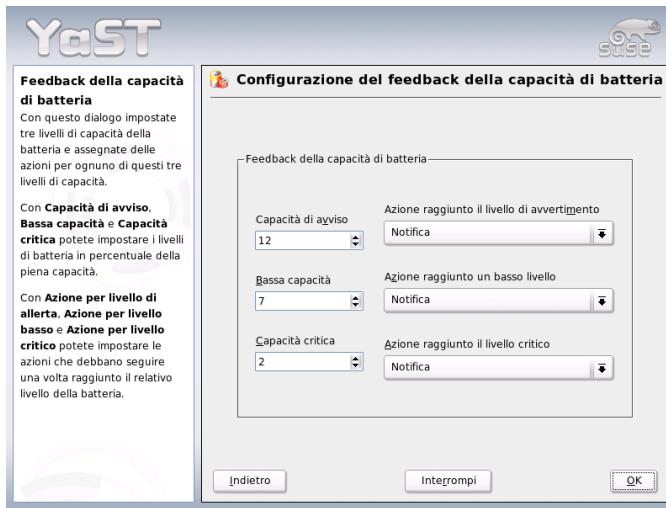 YaST
suse
Feedback della capacità
di batteria
Con questo dialogo impostate
tre livelli di capacità della
batteria e assegnate delle
azioni per ognuno di questi tre
livelli di capacità.
Con Capacità di avviso,
Bassa capacità e Capacità
critica potete impostare i livelli
di batteria in percentuale della
piena capacità.
Con Azione per livello di
allerta, Azione per livello
basso e Azione per livello
critico potete impostare le
azioni che debbano seguire
una volta raggiunto il relativo
livello della batteria.
Configurazione del feedback della capacità di batteria
Feedback della capacità di batteria
Capacità di avviso
12
Azione raggiunto il livello di avvertimento
Notifica
Bassa capacità
7
Azione raggiunto un basso livello
Notifica
Capacità critica
2
Azione raggiunto il livello critico
Notifica
Indietro
Interrompi
OK